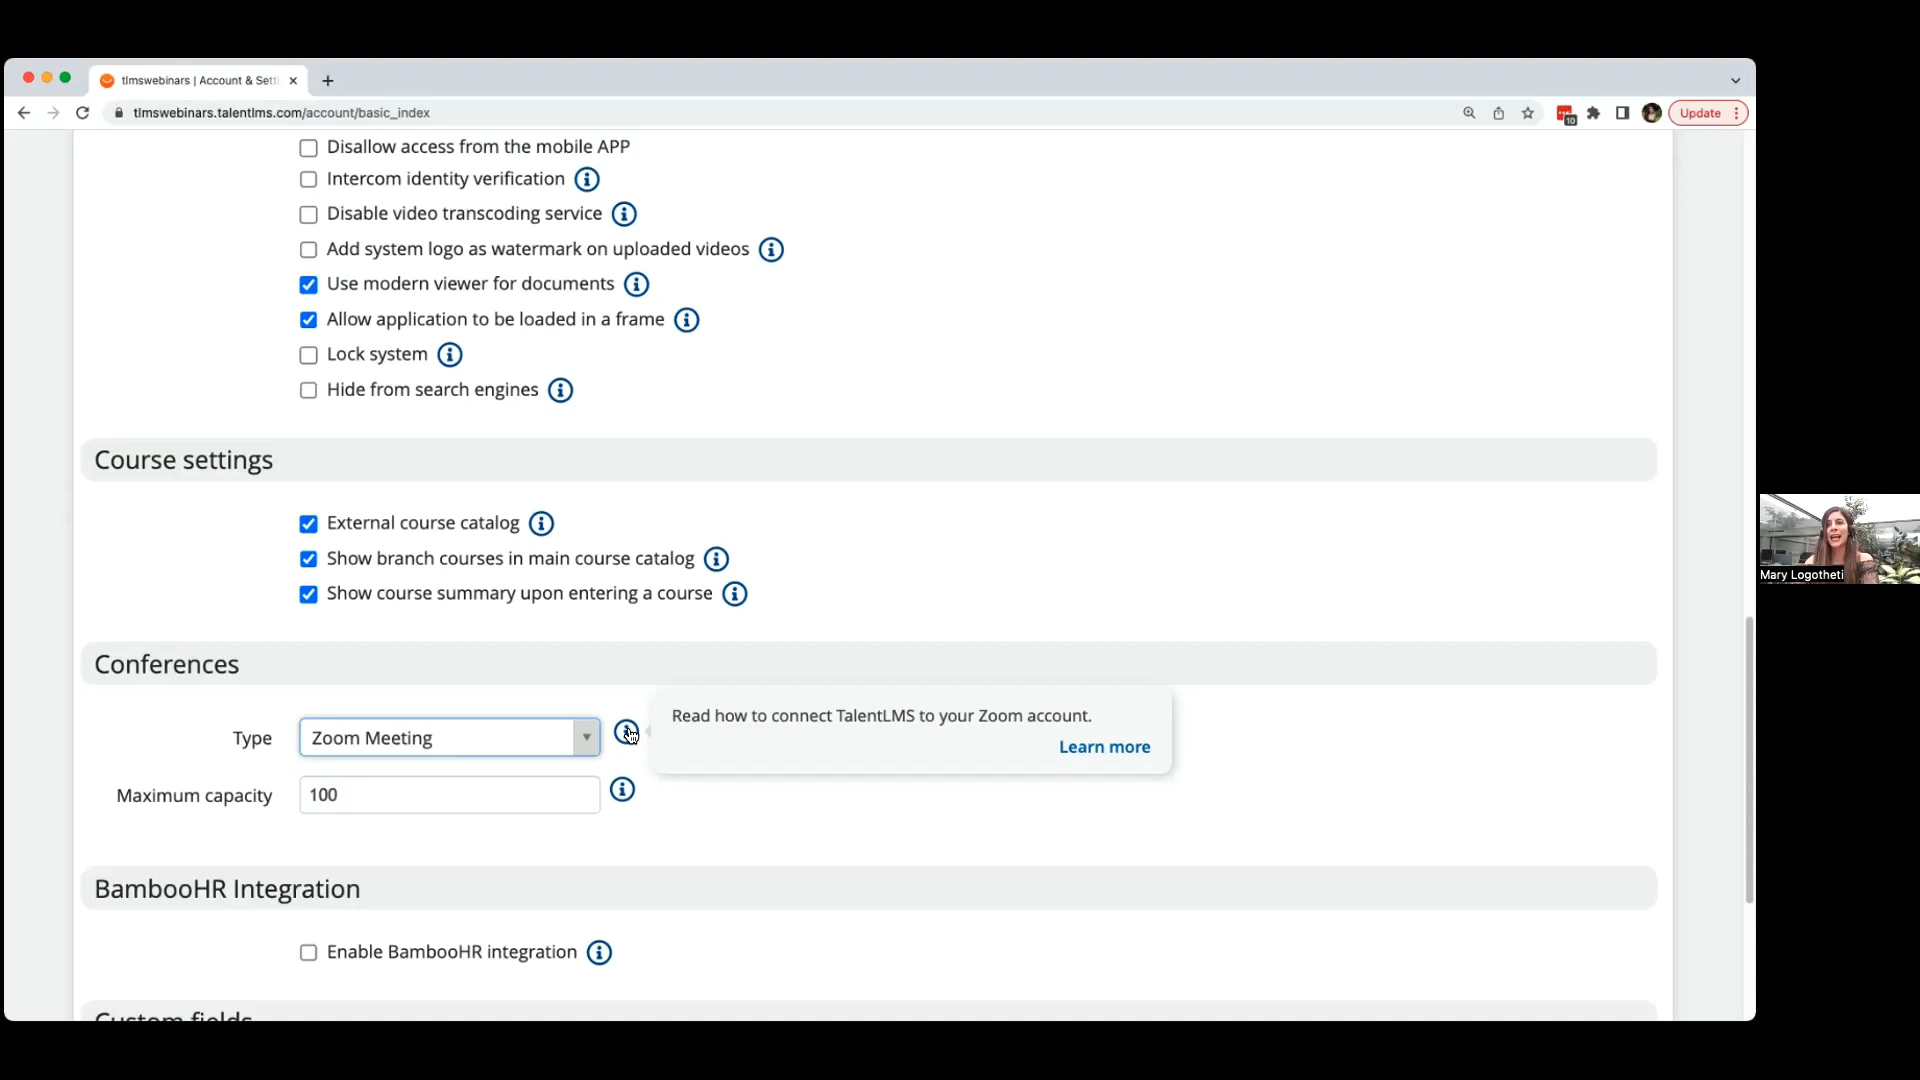 tlmswebinars | Account & Sett
tlmswebinars.talentlms.com/account/basic_index
10
Update
Disallow access from the mobile APP
Intercom identity verification
Disable video transcoding service
Add system logo as watermark on uploaded videos
Use modern viewer for documents
Allow application to be loaded in a frame
Lock system
Hide from search engines
Course settings
External course catalog
Show branch courses in main course catalog
Show course summary upon entering a course
Mary Logotheti
Conferences
Type Zoom Meeting
Read how to connect TalentLMS to your Zoom account.
Learn more
Maximum capacity 100
BambooHR Integration
Enable BambooHR integration
Custom fields